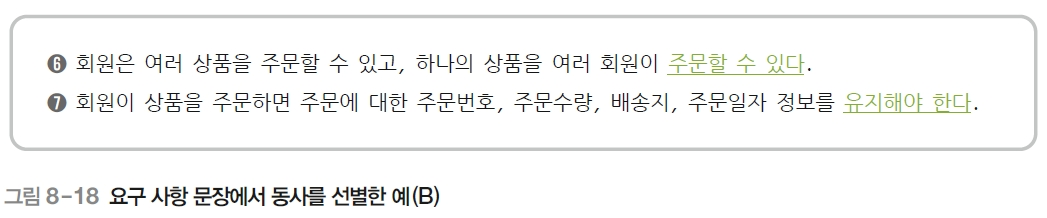 ❻ 회원은 여러 상품을 주문할 수 있고, 하나의 상품을 여러 회원이 주문할 수 있다.
❼ 회원이 상품을 주문하면 주문에 대한 주문번호, 주문수량, 배송지, 주문일자 정보를 유지해야 한다.
그림 8-18 요구 사항 문장에서 동사를 선별한 예(B)